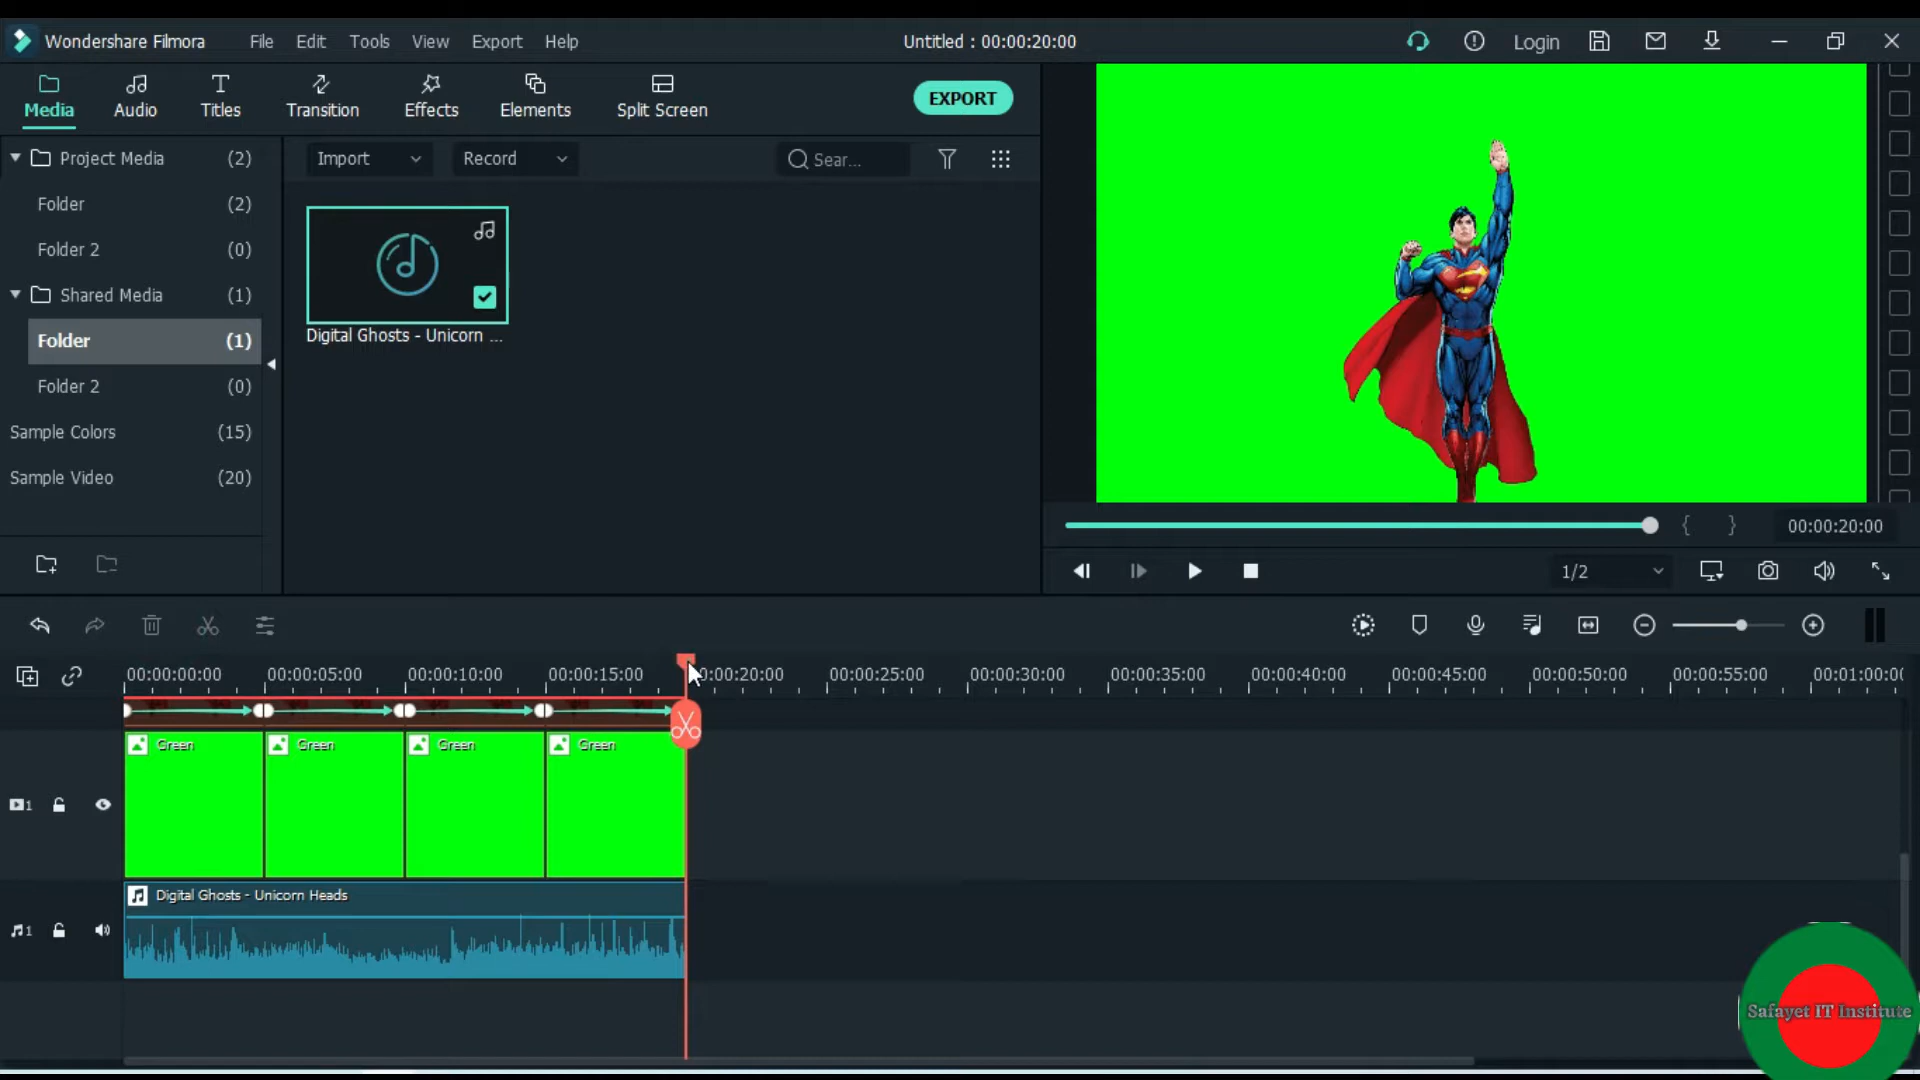 Wondershare Filmora
File Edit Tools View Export Help
Untitled : 00:00:20:00
Login
Media
Audio
Titles
Transition
Effects
Elements
Split Screen
EXPORT
Project Media (2)
Folder (2)
Folder 2 (0)
Shared Media (1)
Folder (1)
Folder 2 (0)
Sample Colors (15)
Sample Video (20)
Import
Record
Sear...
Digital Ghosts - Unicorn ...
00:00:20:00
1/2
00:00:00:00 00:00:05:00 00:00:10:00 00:00:15:00 0:00:20:00 00:00:25:00 00:00:30:00 00:00:35:00 00:00:40:00 00:00:45:00 00:00:50:00 00:00:55:00 00:01:00:0
Green Green Green Green
1
Digital Ghosts - Unicorn Heads
1
Safayet IT Institute